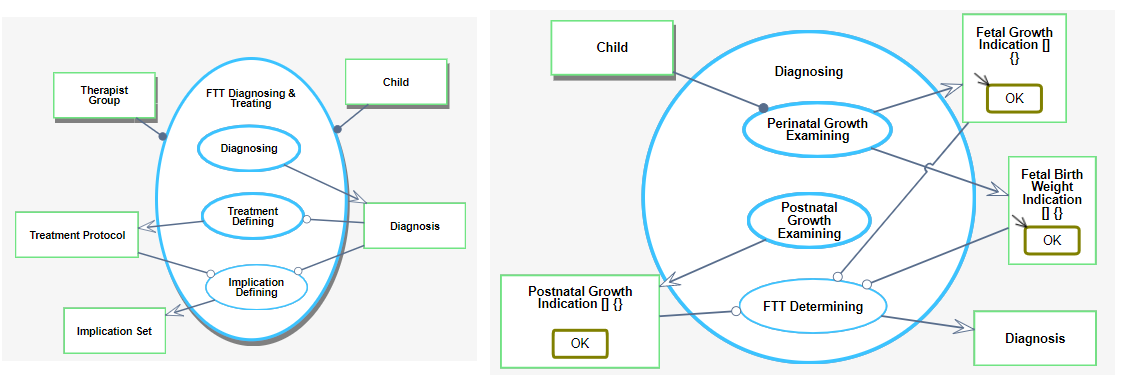 Therapist
Group
FTT Diagnosing &
Treating
Child
Diagnosing
Treatment
Defining
Treatment Protocol
Diagnosis
Implication
Defining
Implication Set
Child
Diagnosing
Fetal Growth
Indication []
{}
OK
Perinatal Growth
Examining
Fetal Birth
Weight
Indication
[] {}
OK
Postnatal
Growth
Examining
Postnatal Growth
Indication [] {}
OK
FTT Determining
Diagnosis